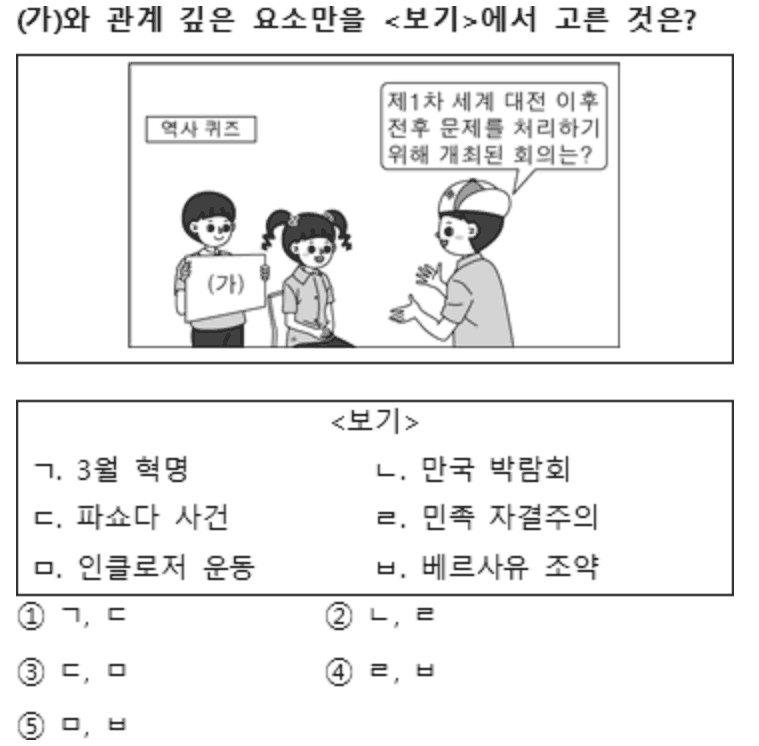 (가)와 관계 깊은 요소만을 <보기>에서 고른 것은?
역사 퀴즈
제1차 세계 대전 이후
전후 문제를 처리하기
위해 개최된 회의는?
(가)
<보기>
ㄱ. 3월 혁명 ㄴ. 만국 박람회
ㄷ. 파쇼다 사건 ㄹ. 민족 자결주의
ㅁ. 인클로저 운동 ㅂ. 베르사유 조약
① ㄱ, ㄷ ② ㄴ, ㄹ
③ ㄷ, ㅁ ④ ㄹ, ㅂ
⑤ ㅁ, ㅂ